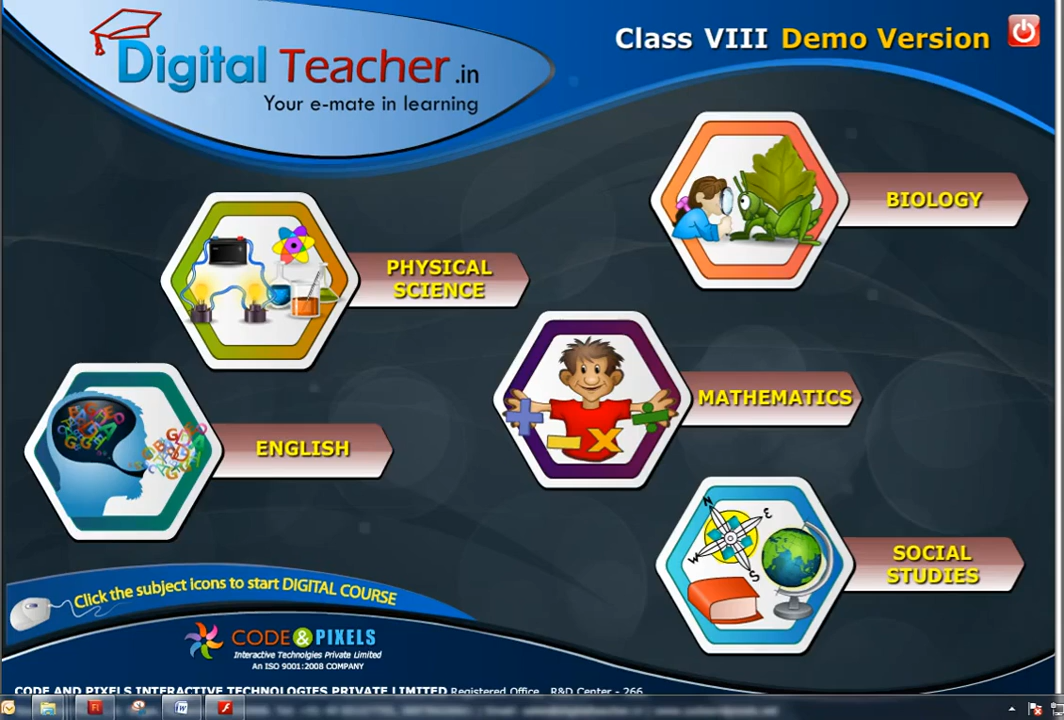 Digital Teacher.in
Your e-mate in learning
Class VIII Demo Version
BIOLOGY
PHYSICAL
SCIENCE
MATHEMATICS
ENGLISH
N
E
W
S
SOCIAL
STUDIES
Click the subject icons to start DIGITAL COURSE
CODE & PIXELS
Interactive Technolgies Private Limited
An ISO 9001:2008 COMPANY
CODE AND PIXELS INTERACTIVE TECHNOLOGIES PRIVATE LIMITED Registered Office, R&D Center - 266,